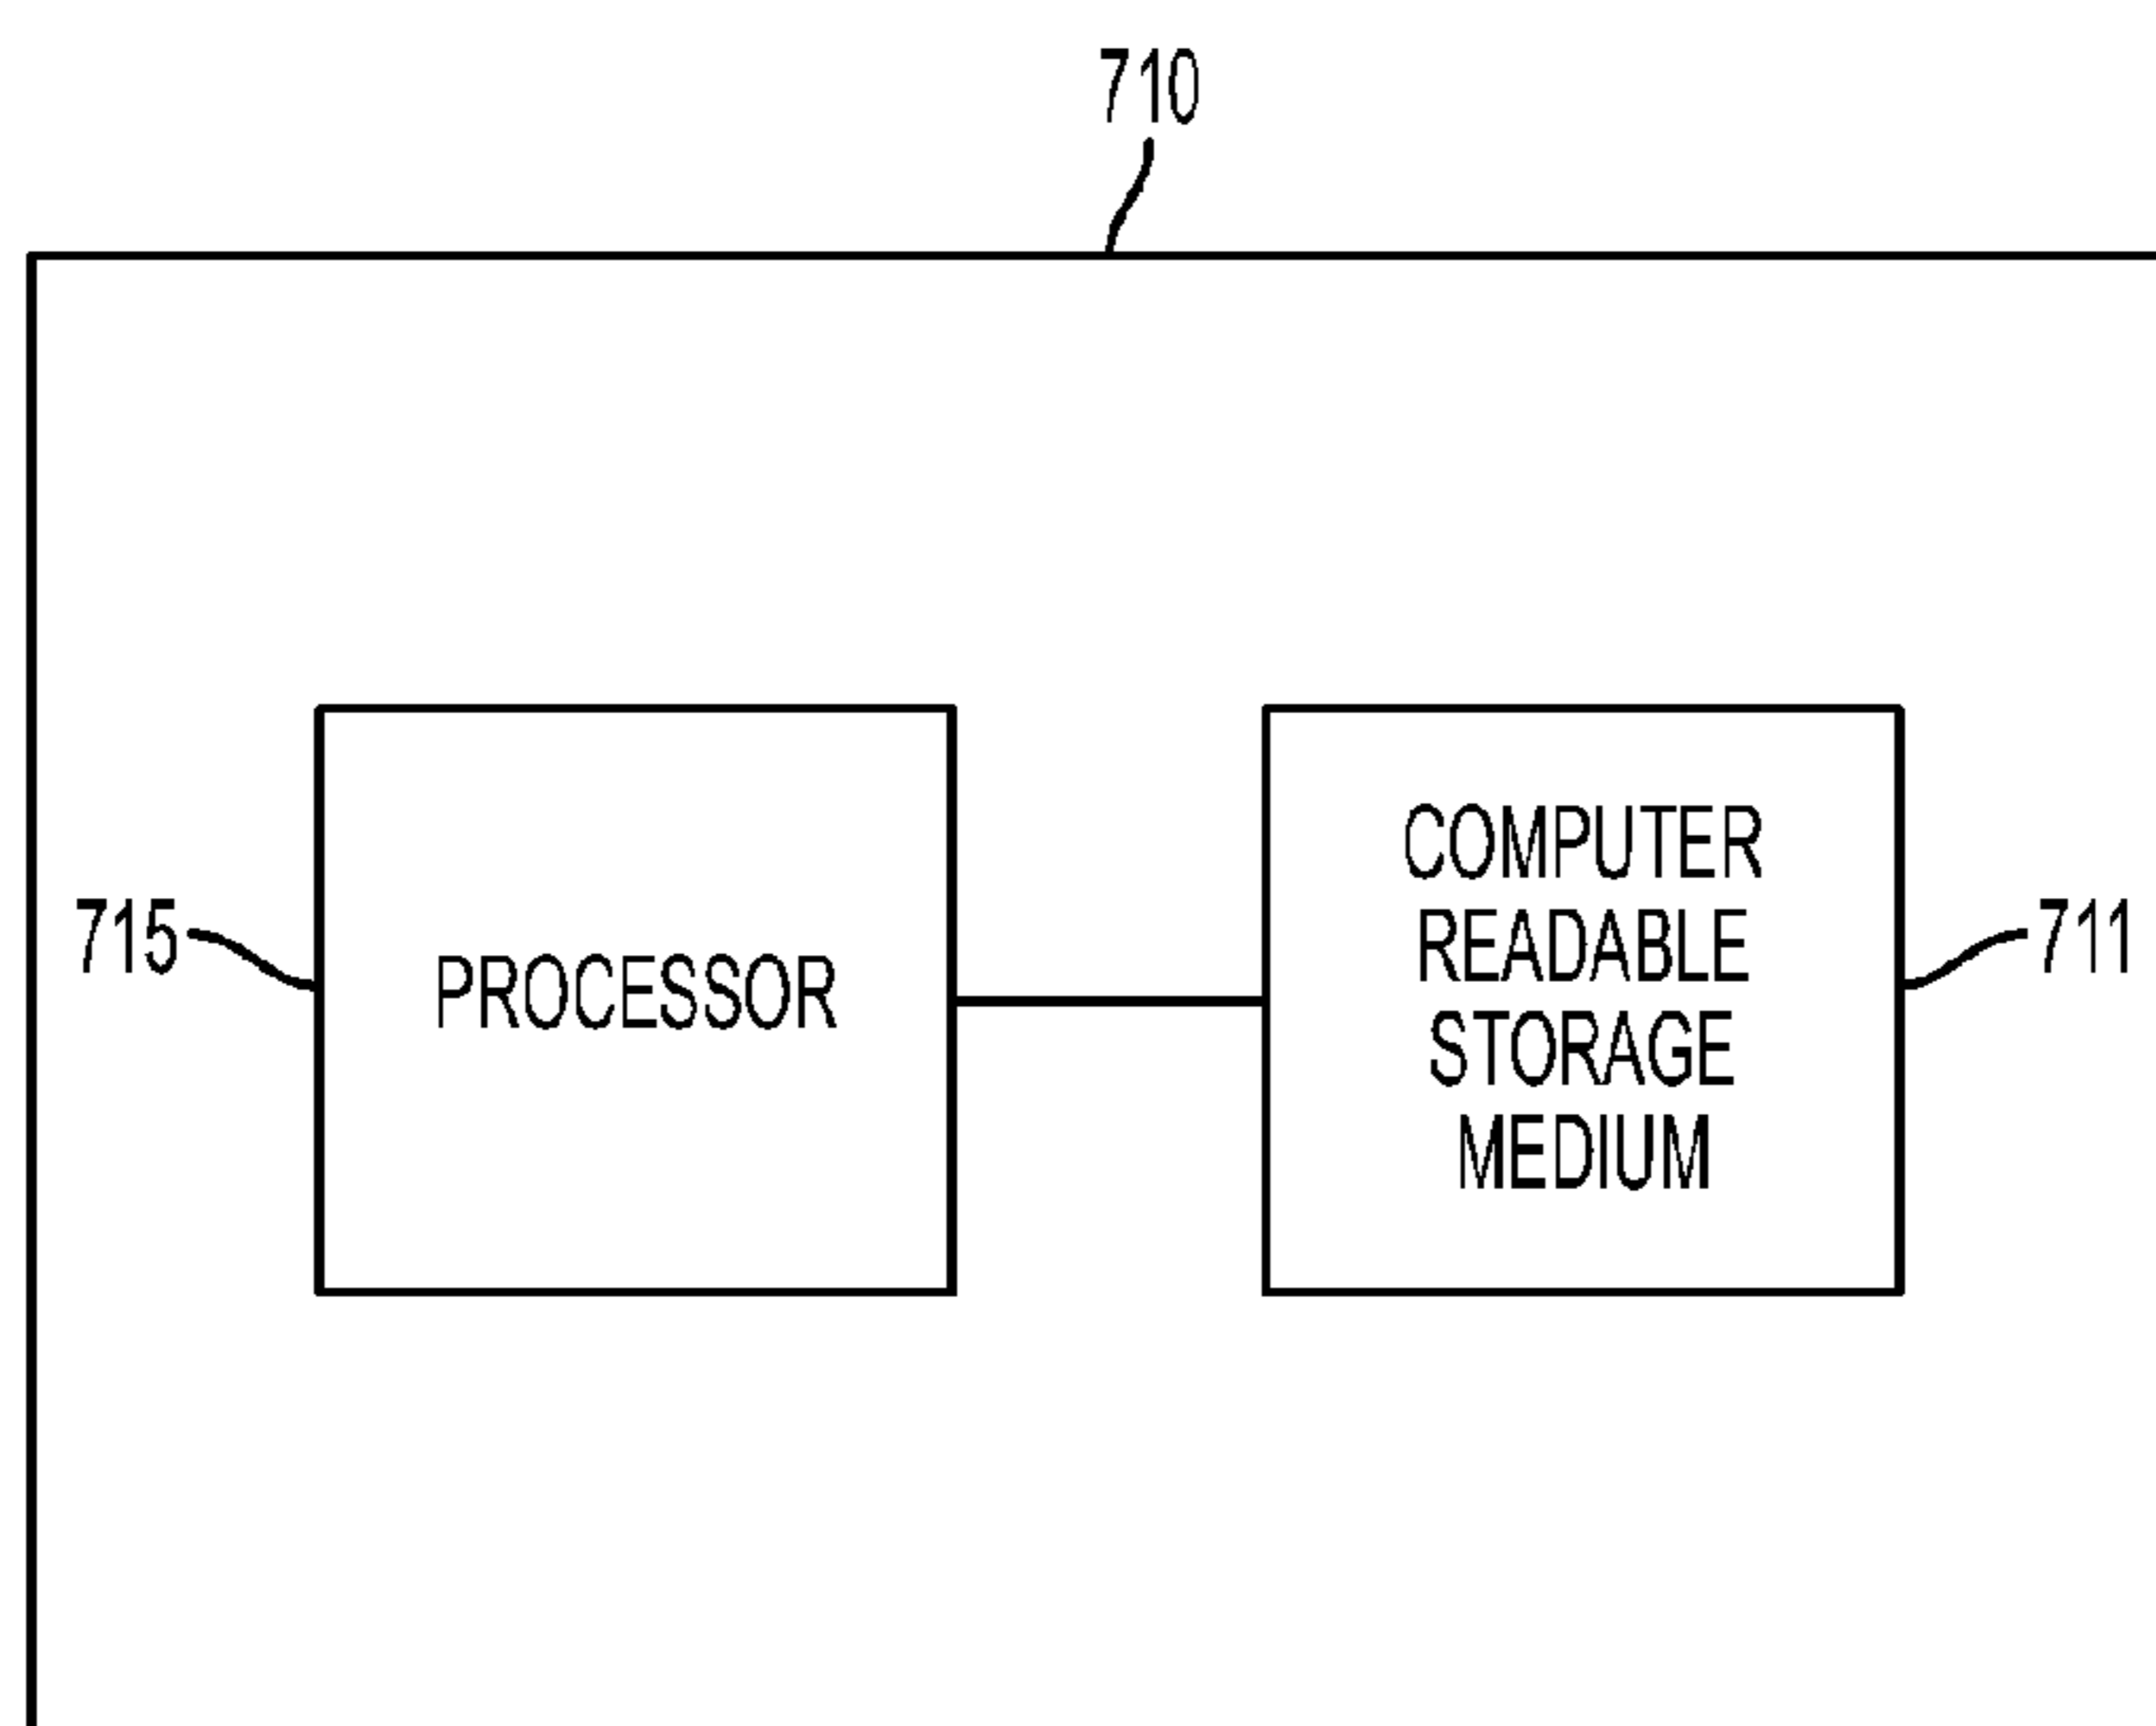 710
715
PROCESSOR
COMPUTER
READABLE
STORAGE
MEDIUM
711